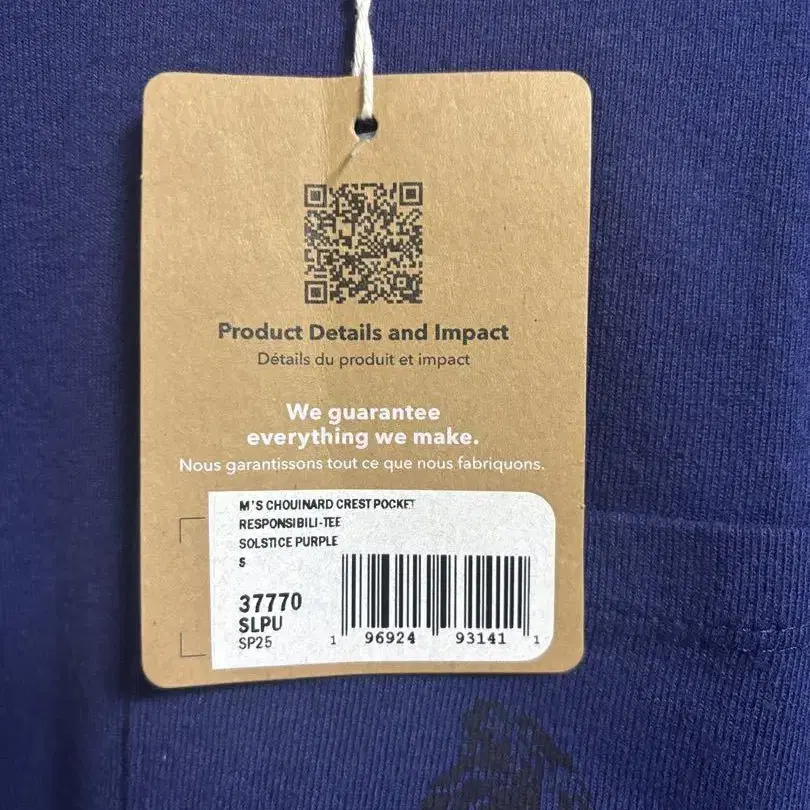 Product Details and Impact
Détails du produit et impact
We guarantee
everything we make.
Nous garantissons tout ce que nous fabriquons.
M'S CHOUINARD CREST POCKET
RESPONSIBILI-TEE
SOLSTICE PURPLE
S
37770
SLPU
SP25
1 96924 93141 1